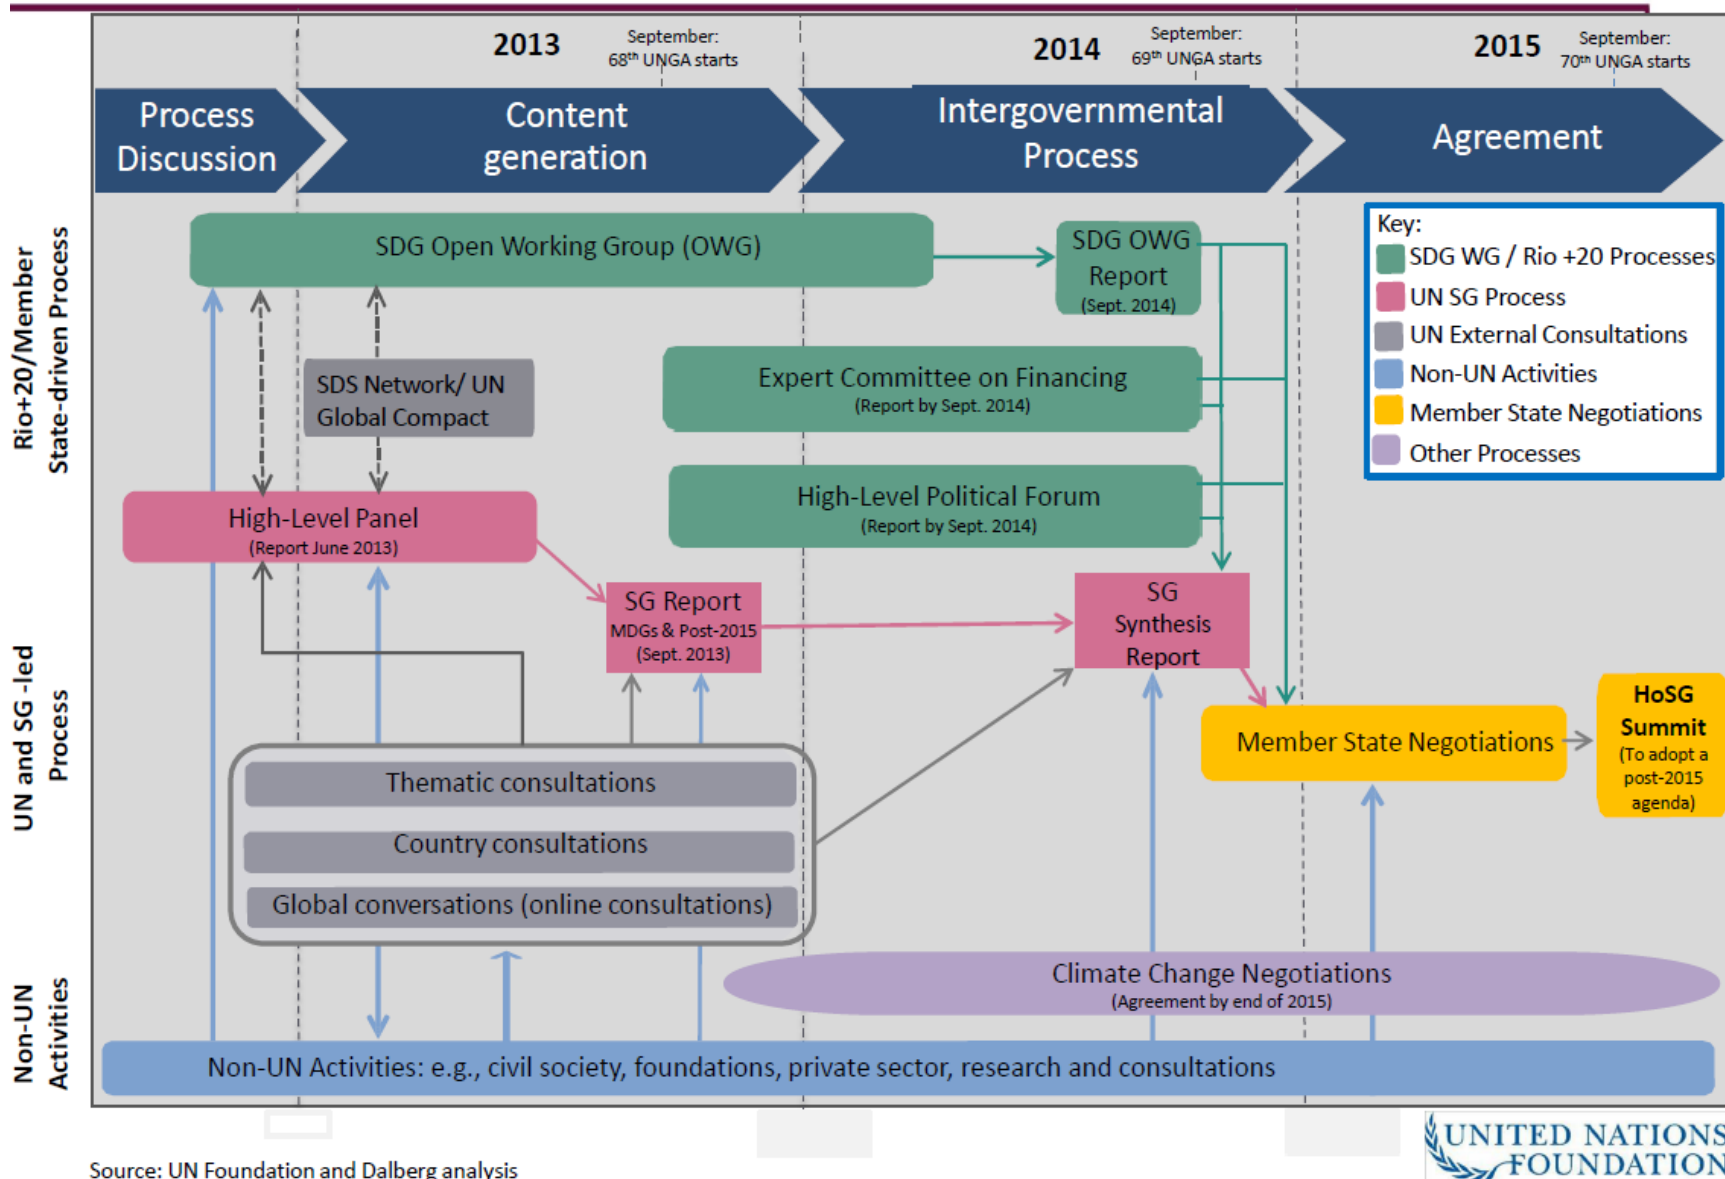 2013
September:
68th UNGA starts
2014
September:
69th UNGA starts
2015
September:
70th UNGA starts
Process
Discussion
Content
generation
Intergovernmental
Process
Agreement
Rio+20/Member
State-driven Process
SDG Open Working Group (OWG)
SDG OWG
Report
(Sept. 2014)
Key:
SDG WG / Rio +20 Processes
UN SG Process
UN External Consultations
Non-UN Activities
Member State Negotiations
Other Processes
SDS Network/ UN
Global Compact
Expert Committee on Financing
(Report by Sept. 2014)
High-Level Political Forum
(Report by Sept. 2014)
High-Level Panel
(Report June 2013)
UN and SG -led
Process
SG Report
MDGs & Post-2015
(Sept. 2013)
SG
Synthesis
Report
Member State Negotiations
HoSG
Summit
(To adopt a
post-2015
agenda)
Thematic consultations
Country consultations
Global conversations (online consultations)
Non-UN
Activities
Climate Change Negotiations
(Agreement by end of 2015)
Non-UN Activities: e.g., civil society, foundations, private sector, research and consultations
Source: UN Foundation and Dalberg analysis
UNITED NATIONS
FOUNDATION